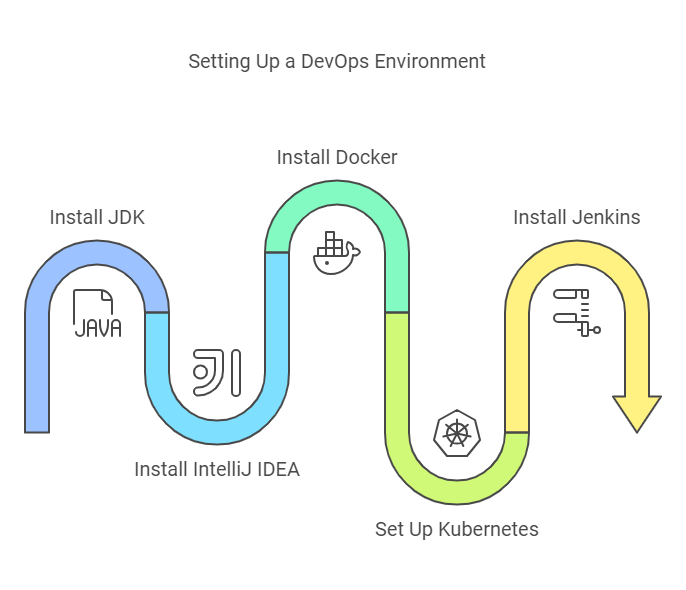 Setting Up a DevOps Environment
Install Docker
Install JDK
Install Jenkins
JAVA
Install IntelliJ IDEA
Set Up Kubernetes